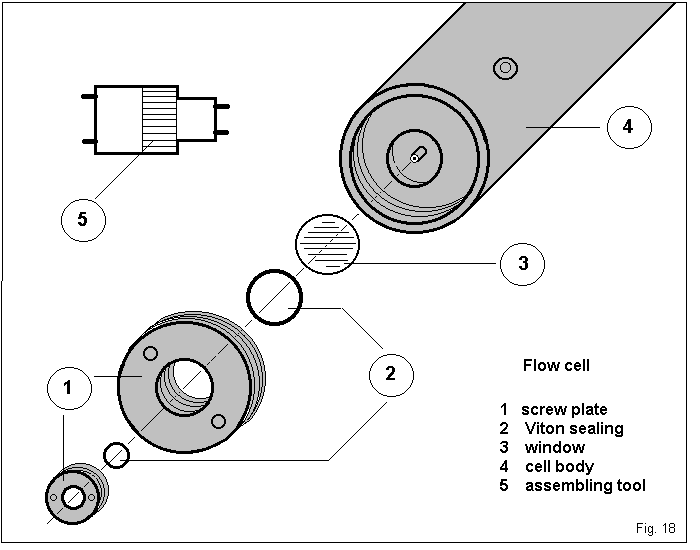 5
4
3
2
1
Flow cell
1 screw plate
2 Viton sealing
3 window
4 cell body
5 assembling tool
Fig. 18